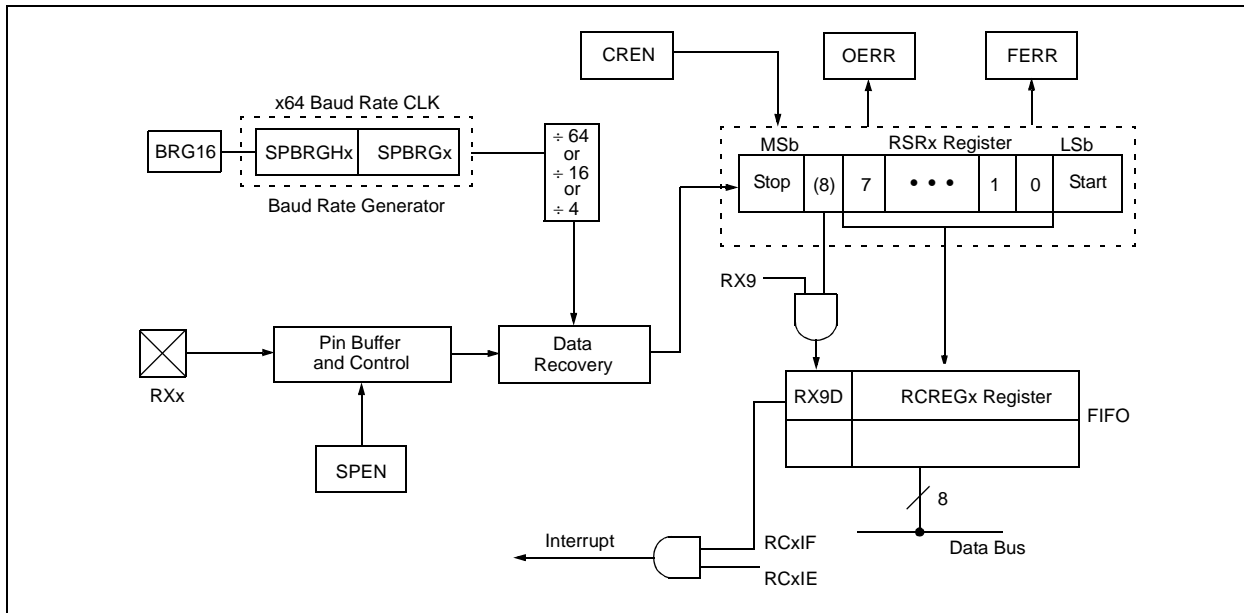 CREN
OERR
FERR
x64 Baud Rate CLK
BRG16
SPBRGHx
SPBRGx
Baud Rate Generator
÷ 64
or
÷ 16
or
÷ 4
MSb
RSRx Register
LSb
Stop
(8)
7
• • •
1
0
Start
RX9
RXx
Pin Buffer
and Control
Data
Recovery
SPEN
RX9D
RCREGx Register
FIFO
8
Data Bus
Interrupt
RCxIF
RCxIE